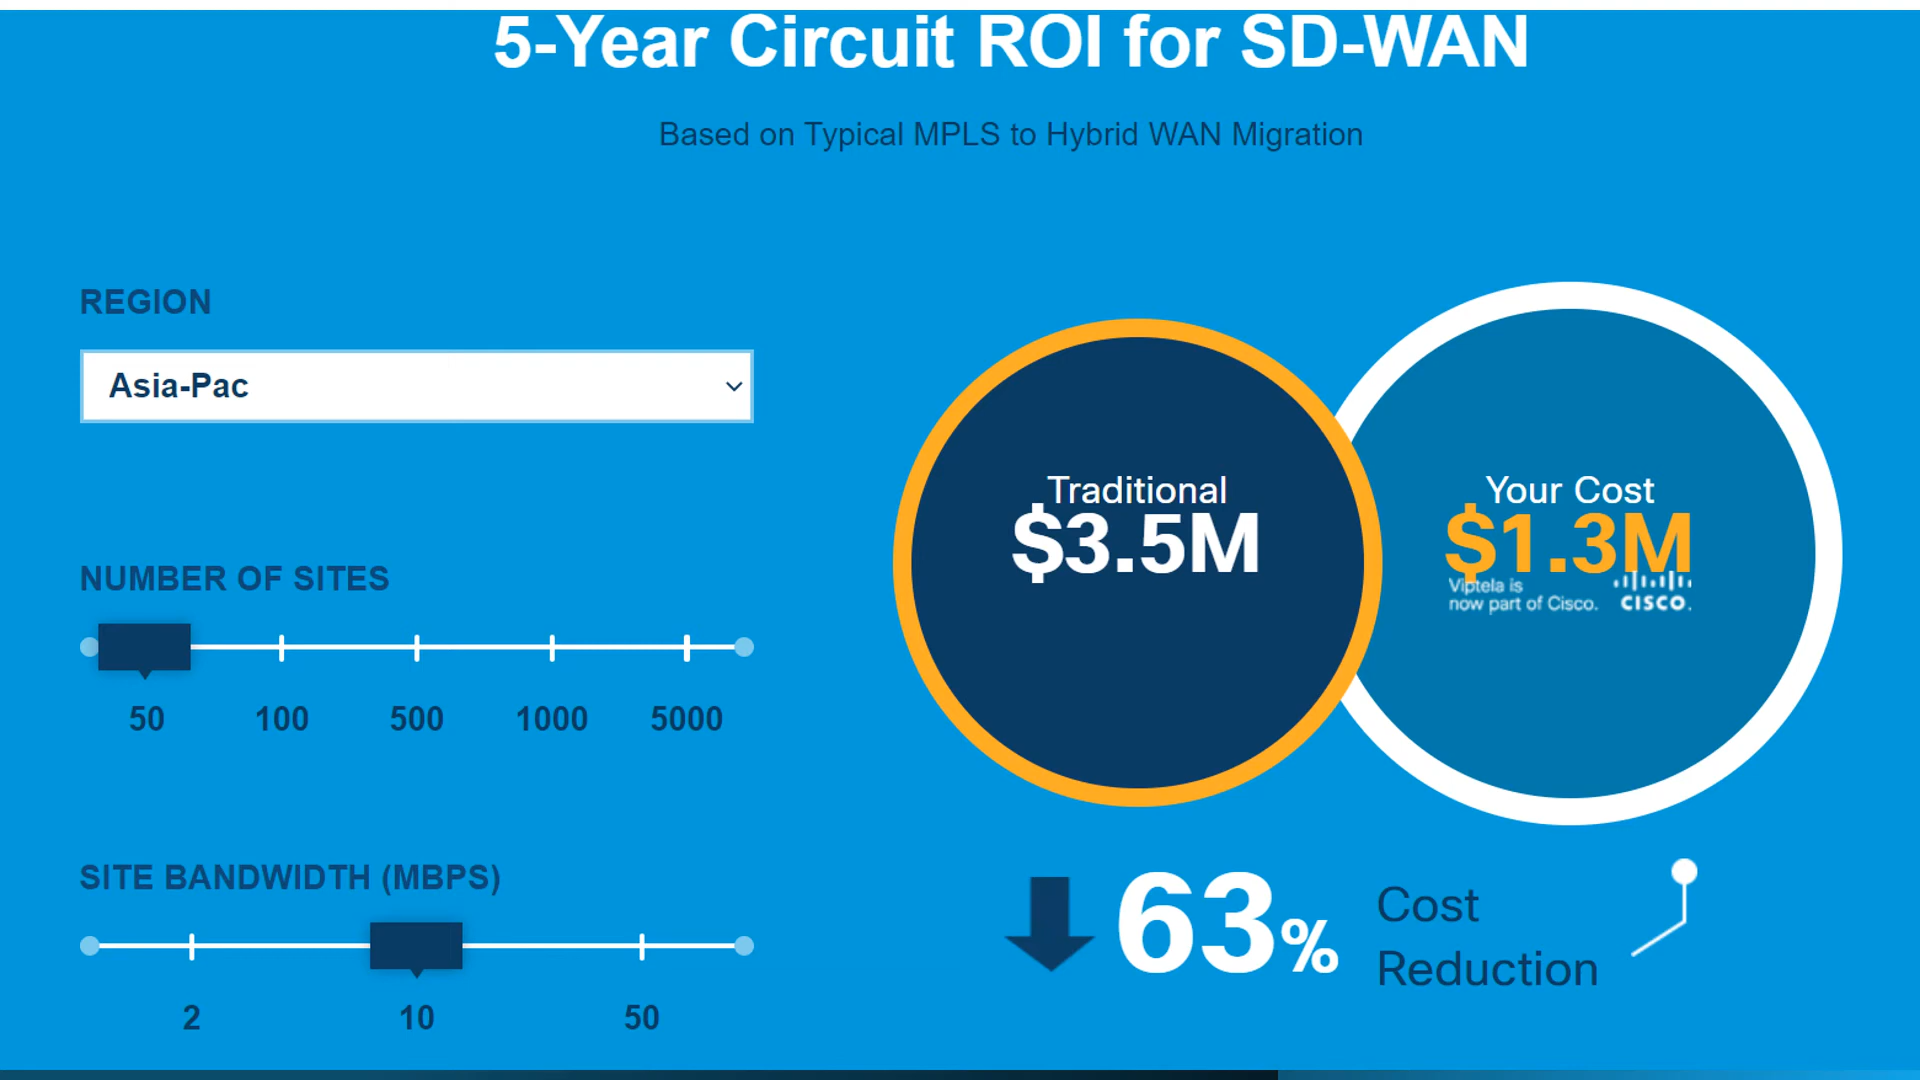 5-Year Circuit ROI for SD-WAN
Based on Typical MPLS to Hybrid WAN Migration
REGION
Asia-Pac
NUMBER OF SITES
50 100 500 1000 5000
SITE BANDWIDTH (MBPS)
2 10 50
Traditional
$3.5M
Your Cost
$1.3M
Viptela is
now part of Cisco.
CISCO.
63%
Cost
Reduction